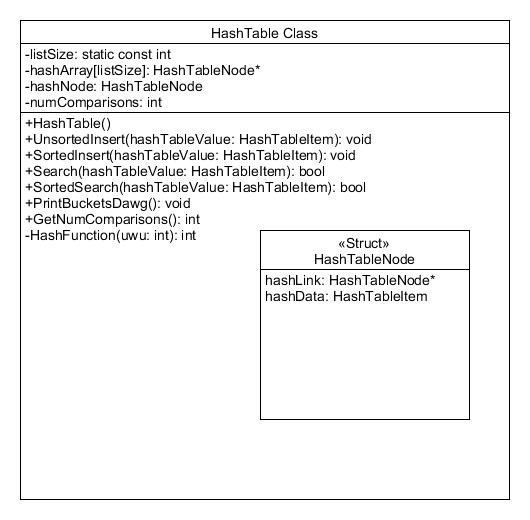 HashTable Class
-listSize: static const int
-hashArray[listSize]: HashTableNode*
-hashNode: HashTableNode
-numComparisons: int
+HashTable()
+UnsortedInsert(hashTableValue: HashTableItem): void
+SortedInsert(hashTableValue: HashTableItem): void
+Search(hashTableValue: HashTableItem): bool
+SortedSearch(hashTableValue: HashTableItem): bool
+PrintBucketsDawg(): void
+GetNumComparisons(): int
-HashFunction(uwu: int): int
«Struct»
HashTableNode
hashLink: HashTableNode*
hashData: HashTableItem